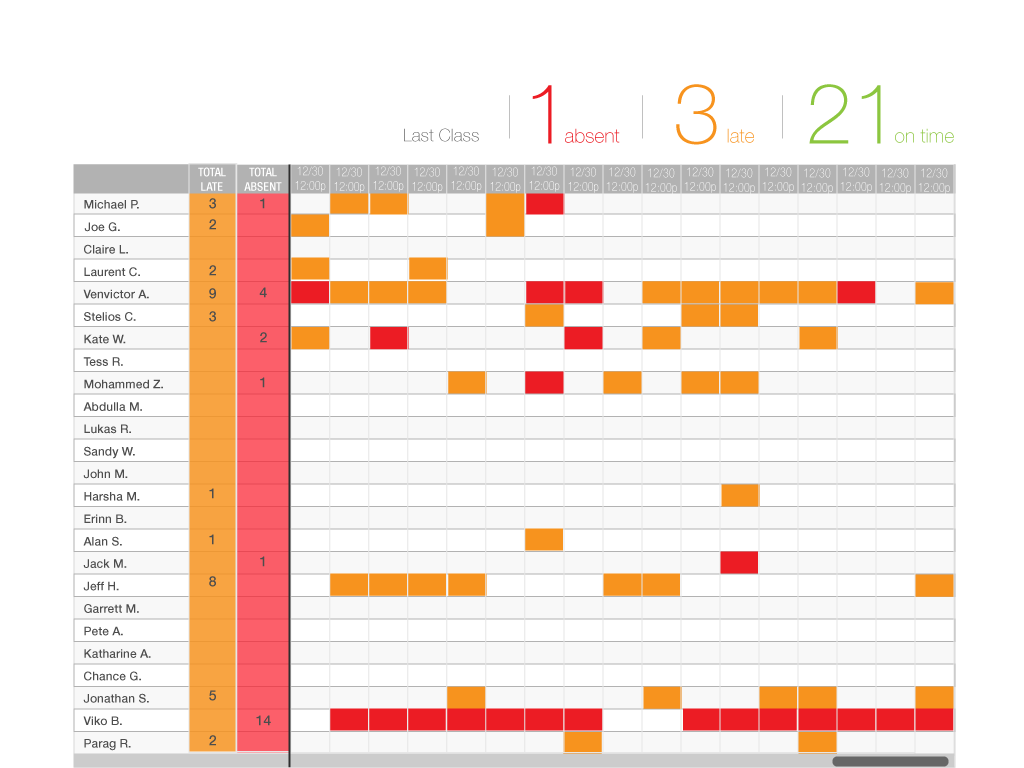 Last Class 1 absent 3 late 21 on time
TOTAL LATE TOTAL ABSENT 12/30 12/30 12/30 12/30 12/30 12/30 12/30 12/30 12/30 12/30 12/30 12/30 12/30 12/30 12/30 12/30 12/30
12:00p 12:00p 12:00p 12:00p 12:00p 12:00p 12:00p 12:00p 12:00p 12:00p 12:00p 12:00p 12:00p 12:00p 12:00p 12:00p 12:00p
Michael P. 3 1
Joe G. 2
Claire L.
Laurent C. 2
Venvictor A. 9 4
Stelios C. 3
Kate W. 2
Tess R.
Mohammed Z. 1
Abdulla M.
Lukas R.
Sandy W.
John M.
Harsha M. 1
Erinn B.
Alan S. 1
Jack M. 1
Jeff H. 8
Garrett M.
Pete A.
Katharine A.
Chance G.
Jonathan S. 5
Viko B. 14
Parag R. 2